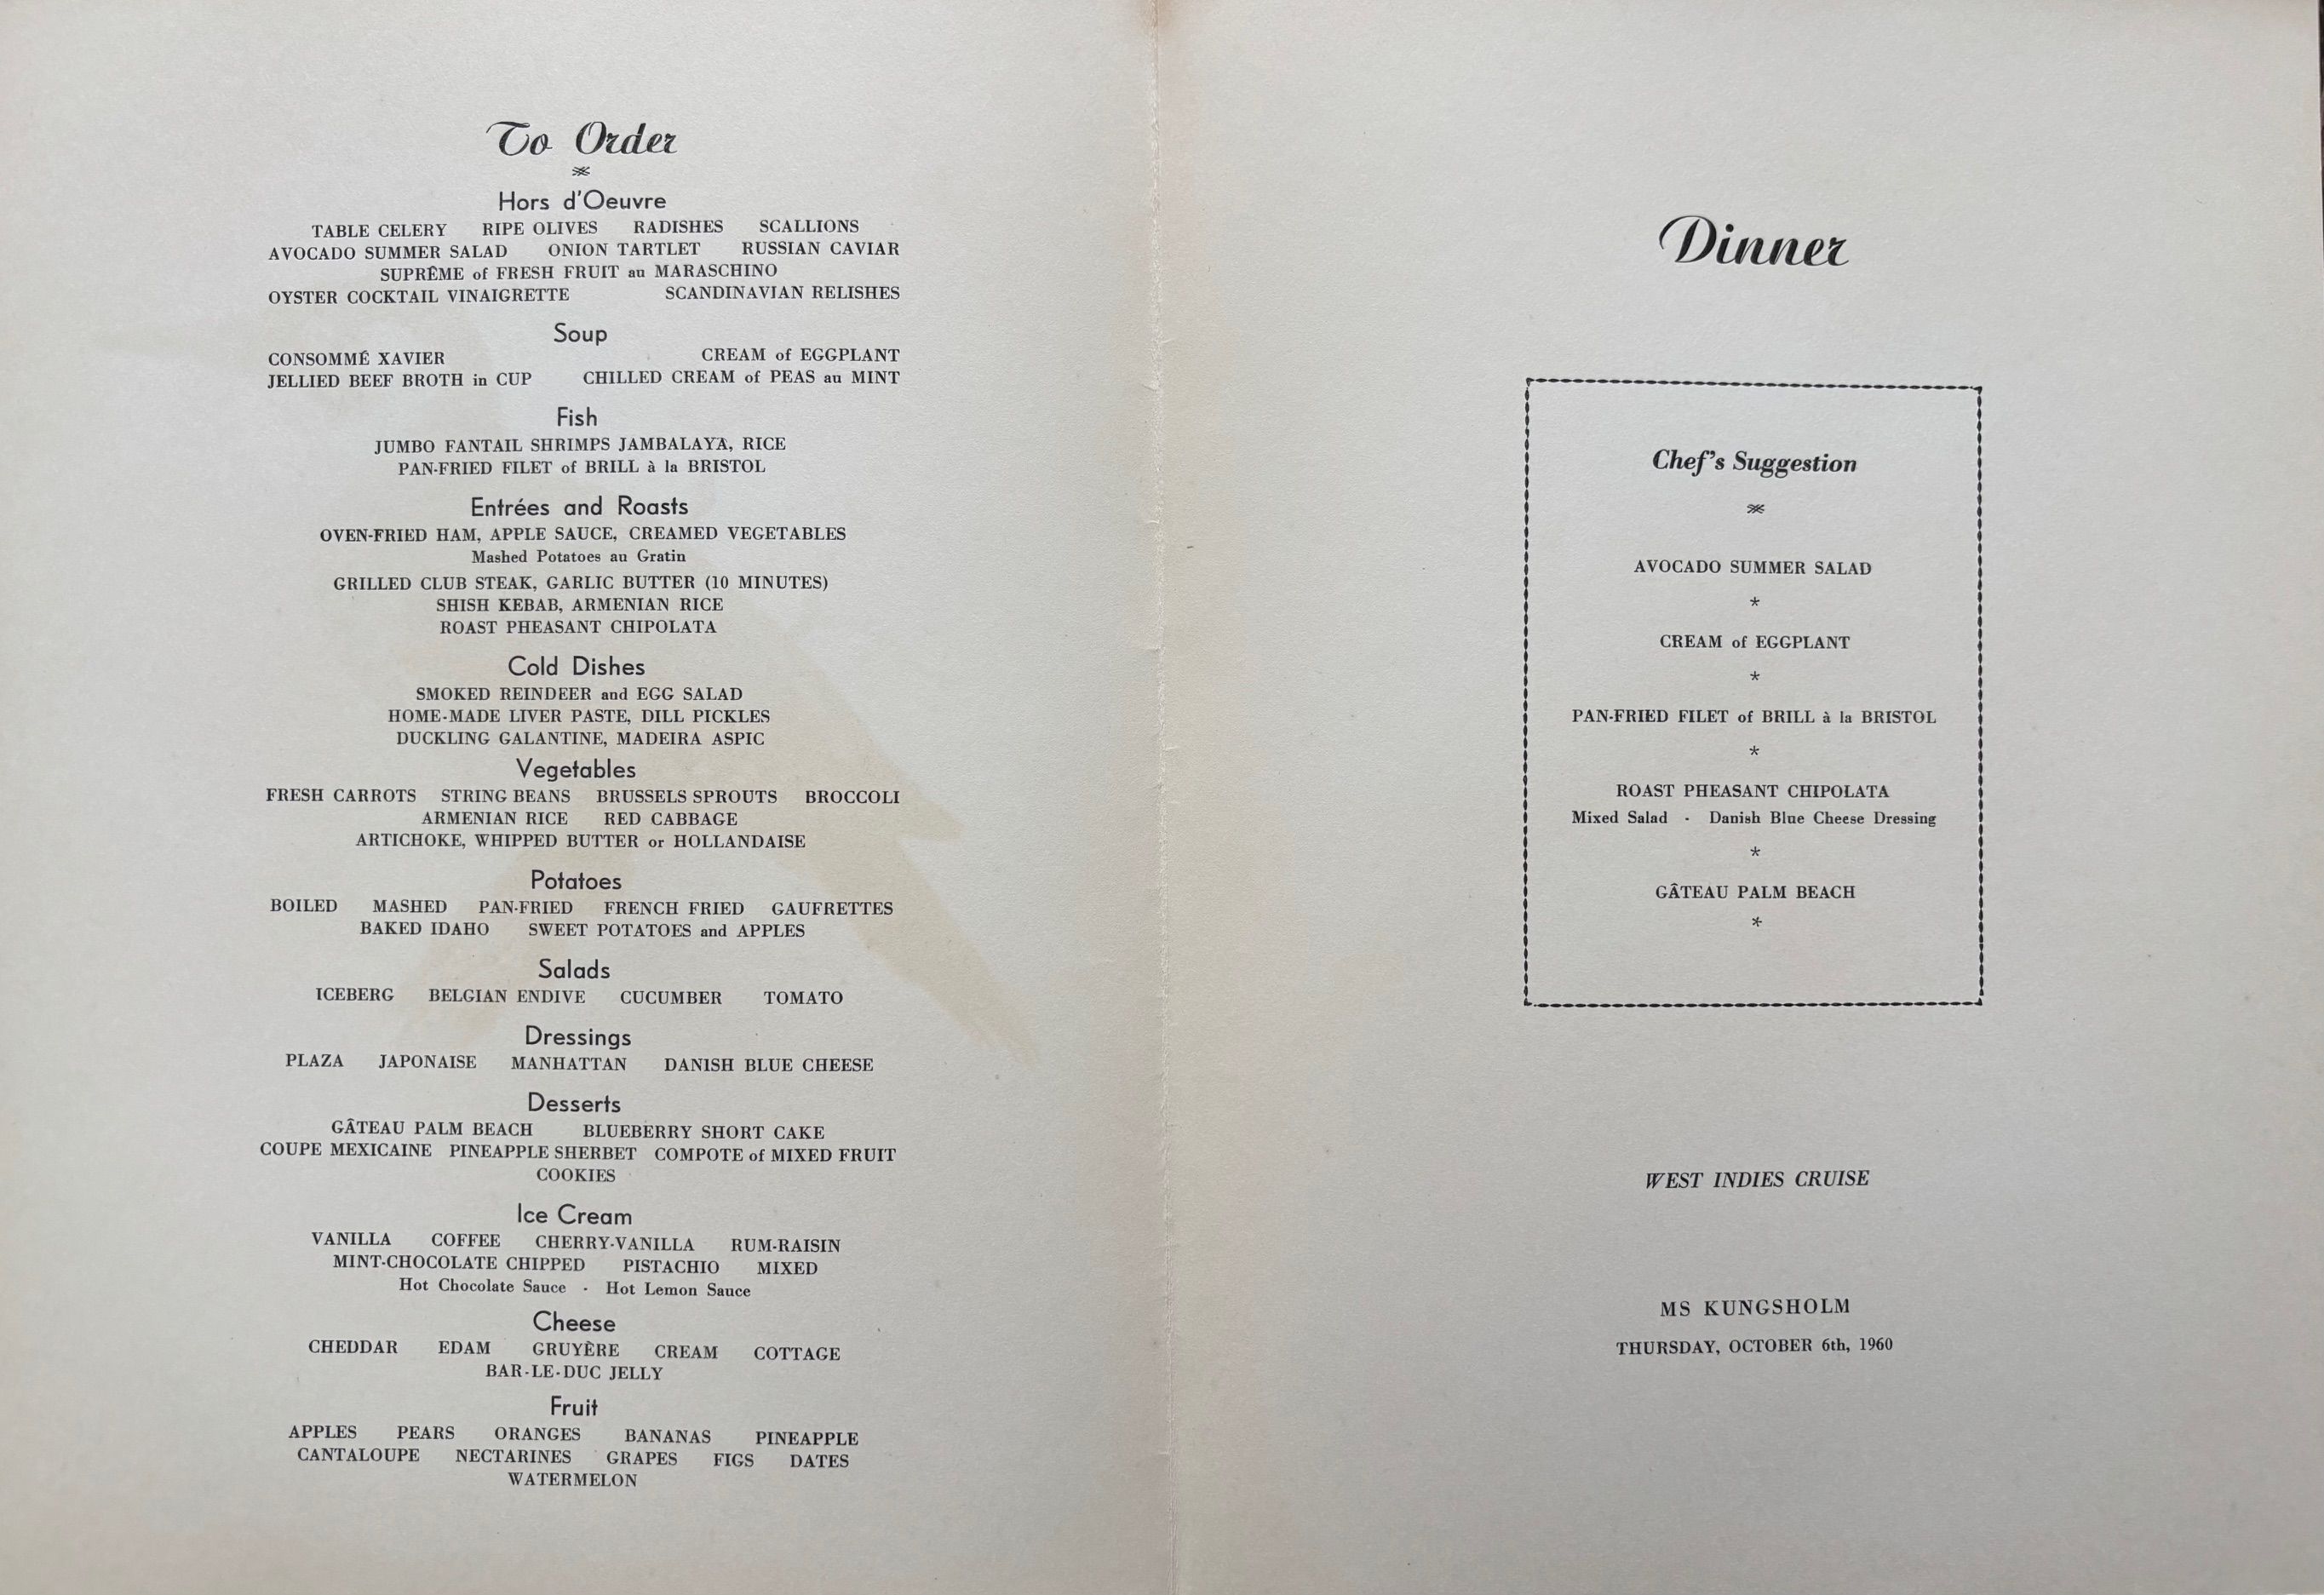 To Order
Hors d'Oeuvre
TABLE CELERY RIPE OLIVES RADISHES SCALLIONS
AVOCADO SUMMER SALAD ONION TARTLET RUSSIAN CAVIAR
SUPRÊME of FRESH FRUIT au MARASCHINO
OYSTER COCKTAIL VINAIGRETTE SCANDINAVIAN RELISHES
Soup
CONSOMMÉ XAVIER CREAM of EGGPLANT
JELLIED BEEF BROTH in CUP CHILLED CREAM of PEAS au MINT
Fish
JUMBO FANTAIL SHRIMPS JAMBALAYA, RICE
PAN-FRIED FILET of BRILL à la BRISTOL
Entrées and Roasts
OVEN-FRIED HAM, APPLE SAUCE, CREAMED VEGETABLES
Mashed Potatoes au Gratin
GRILLED CLUB STEAK, GARLIC BUTTER (10 MINUTES)
SHISH KEBAB, ARMENIAN RICE
ROAST PHEASANT CHIPOLATA
Cold Dishes
SMOKED REINDEER and EGG SALAD
HOME-MADE LIVER PASTE, DILL PICKLES
DUCKLING GALANTINE, MADEIRA ASPIC
Vegetables
FRESH CARROTS STRING BEANS BRUSSELS SPROUTS BROCCOLI
ARMENIAN RICE RED CABBAGE
ARTICHOKE, WHIPPED BUTTER or HOLLANDAISE
Potatoes
BOILED MASHED PAN-FRIED FRENCH FRIED GAUFRETTES
BAKED IDAHO SWEET POTATOES and APPLES
Salads
ICEBERG BELGIAN ENDIVE CUCUMBER TOMATO
Dressings
PLAZA JAPONAISE MANHATTAN DANISH BLUE CHEESE
Desserts
GÂTEAU PALM BEACH BLUEBERRY SHORT CAKE
COUPE MEXICAINE PINEAPPLE SHERBET COMPOTE of MIXED FRUIT
COOKIES
Ice Cream
VANILLA COFFEE CHERRY-VANILLA RUM-RAISIN
MINT-CHOCOLATE CHIPPED PISTACHIO MIXED
Hot Chocolate Sauce · Hot Lemon Sauce
Cheese
CHEDDAR EDAM GRUYÈRE CREAM COTTAGE
BAR-LE-DUC JELLY
Fruit
APPLES PEARS ORANGES BANANAS PINEAPPLE
CANTALOUPE NECTARINES GRAPES FIGS DATES
WATERMELON
Dinner
Chef's Suggestion
AVOCADO SUMMER SALAD
*
CREAM of EGGPLANT
*
PAN-FRIED FILET of BRILL à la BRISTOL
*
ROAST PHEASANT CHIPOLATA
Mixed Salad · Danish Blue Cheese Dressing
*
GÂTEAU PALM BEACH
*
WEST INDIES CRUISE
MS KUNGSHOLM
THURSDAY, OCTOBER 6th, 1960